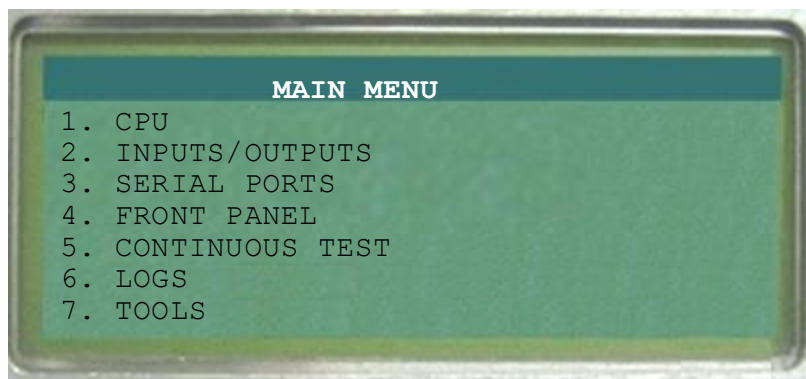 MAIN MENU
1. CPU
2. INPUTS/OUTPUTS
3. SERIAL PORTS
4. FRONT PANEL
5. CONTINUOUS TEST
6. LOGS
7. TOOLS